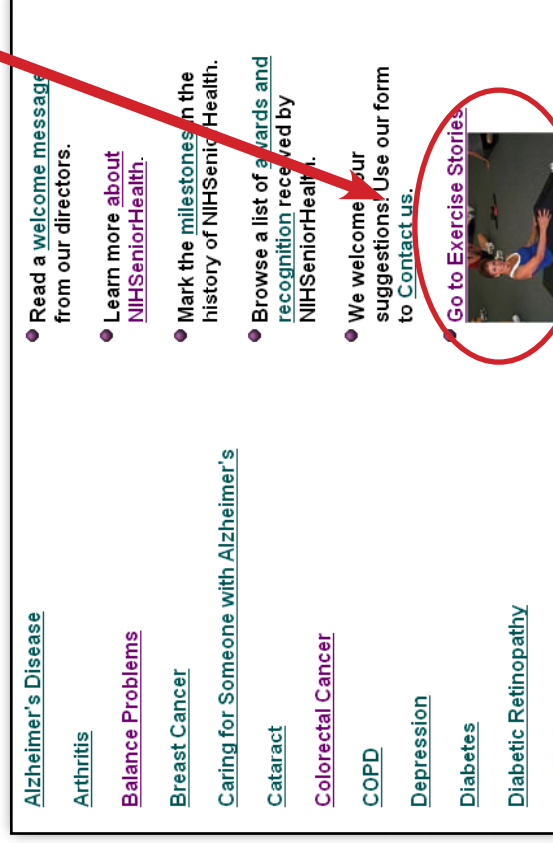 Alzheimer's Disease
Arthritis
Balance Problems
Breast Cancer
Caring for Someone with Alzheimer's
Cataract
Colorectal Cancer
COPD
Depression
Diabetes
Diabetic Retinopathy
Read a welcome message
from our directors.
Learn more about
NIHSeniorHealth.
Mark the milestones in the
history of NIHSeniorHealth.
Browse a list of awards and
recognition received by
NIHSeniorHealth.
We welcome your
suggestions! Use our form
to Contact us.
Go to Exercise Stories